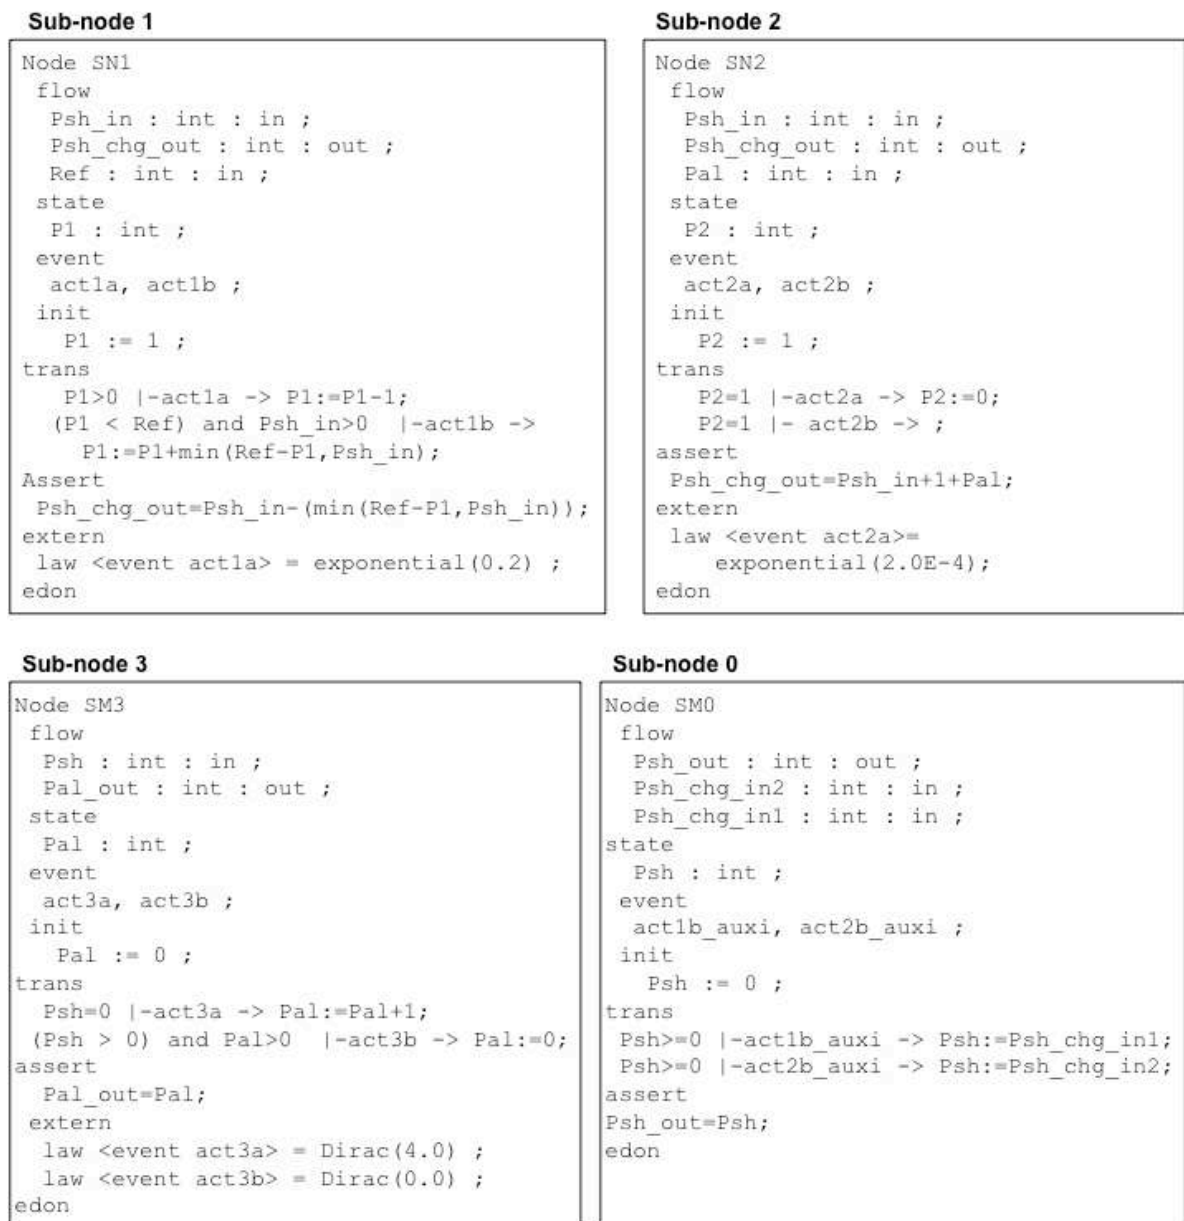 Sub-node 1
Node SN1
flow
Psh_in : int : in ;
Psh_chg_out : int : out ;
Ref : int : in ;
state
P1 : int ;
event
act1a, act1b ;
init
P1 := 1 ;
trans
P1>0 |-act1a -> P1:=P1-1;
(P1 < Ref) and Psh_in>0 |-act1b ->
P1:=P1+min(Ref-P1,Psh_in);
Assert
Psh_chg_out=Psh_in-(min(Ref-P1,Psh_in));
extern
law <event act1a> = exponential(0.2) ;
edon
Sub-node 2
Node SN2
flow
Psh_in : int : in ;
Psh_chg_out : int : out ;
Pal : int : in ;
state
P2 : int ;
event
act2a, act2b ;
init
P2 := 1 ;
trans
P2=1 |-act2a -> P2:=0;
P2=1 |- act2b -> ;
assert
Psh_chg_out=Psh_in+1+Pal;
extern
law <event act2a>=
exponential(2.0E-4);
edon
Sub-node 3
Node SM3
flow
Psh : int : in ;
Pal_out : int : out ;
state
Pal : int ;
event
act3a, act3b ;
init
Pal := 0 ;
trans
Psh=0 |-act3a -> Pal:=Pal+1;
(Psh > 0) and Pal>0 |-act3b -> Pal:=0;
assert
Pal_out=Pal;
extern
law <event act3a> = Dirac(4.0) ;
law <event act3b> = Dirac(0.0) ;
edon
Sub-node 0
Node SM0
flow
Psh_out : int : out ;
Psh_chg_in2 : int : in ;
Psh_chg_in1 : int : in ;
state
Psh : int ;
event
act1b_auxi, act2b_auxi ;
init
Psh := 0 ;
trans
Psh>=0 |-act1b_auxi -> Psh:=Psh_chg_in1;
Psh>=0 |-act2b_auxi -> Psh:=Psh_chg_in2;
assert
Psh_out=Psh;
edon